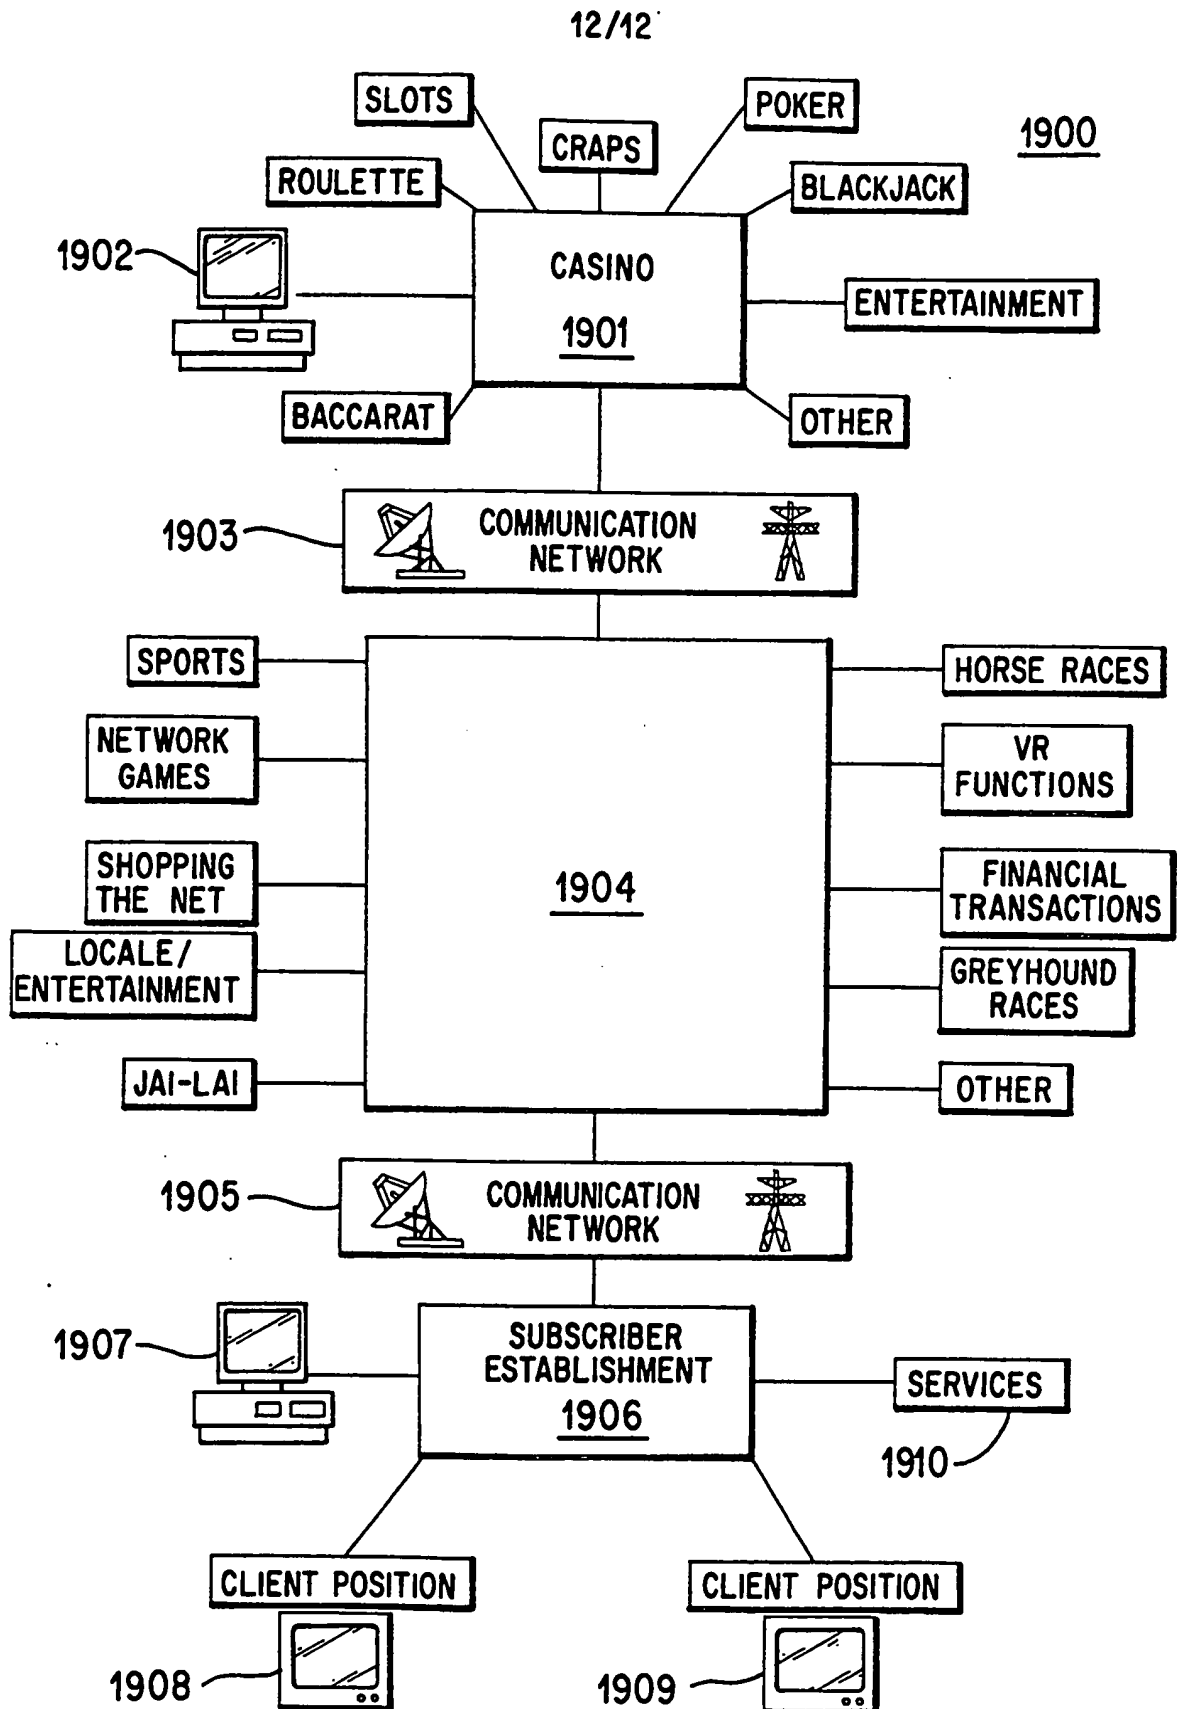 12/12
SLOTS
POKER
CRAPS
1900
ROULETTE
BLACKJACK
1902
CASINO
1901
ENTERTAINMENT
BACCARAT
OTHER
1903
COMMUNICATION
NETWORK
SPORTS
HORSE RACES
NETWORK
GAMES
VR
FUNCTIONS
SHOPPING
THE NET
1904
FINANCIAL
TRANSACTIONS
LOCALE/
ENTERTAINMENT
GREYHOUND
RACES
JAI-LAI
OTHER
1905
COMMUNICATION
NETWORK
1907
SUBSCRIBER
ESTABLISHMENT
1906
SERVICES
1910
CLIENT POSITION
CLIENT POSITION
1908
1909